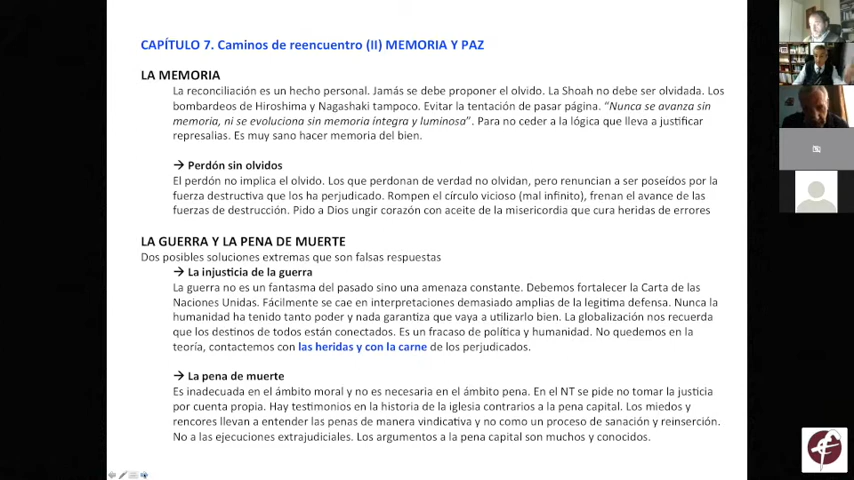 CAPÍTULO 7. Caminos de reencuentro (II) MEMORIA Y PAZ
LA MEMORIA
La reconciliación es un hecho personal. Jamás se debe proponer el olvido. La Shoah no debe ser olvidada. Los
bombardeos de Hiroshima y Nagashaki tampoco. Evitar la tentación de pasar página. “Nunca se avanza sin
memoria, ni se evoluciona sin memoria íntegra y luminosa”. Para no ceder a la lógica que lleva a justificar
represalias. Es muy sano hacer memoria del bien.
→ Perdón sin olvidos
El perdón no implica el olvido. Los que perdonan de verdad no olvidan, pero renuncian a ser poseídos por la
fuerza destructiva que los ha perjudicado. Rompen el círculo vicioso (mal infinito), frenan el avance de las
fuerzas de destrucción. Pido a Dios ungir corazón con aceite de la misericordia que cura heridas de errores
LA GUERRA Y LA PENA DE MUERTE
Dos posibles soluciones extremas que son falsas respuestas
→ La injusticia de la guerra
La guerra no es un fantasma del pasado sino una amenaza constante. Debemos fortalecer la Carta de las
Naciones Unidas. Fácilmente se cae en interpretaciones demasiado amplias de la legitima defensa. Nunca la
humanidad ha tenido tanto poder y nada garantiza que vaya a utilizarlo bien. La globalización nos recuerda
que los destinos de todos están conectados. Es un fracaso de política y humanidad. No quedemos en la
teoría, contactemos con las heridas y con la carne de los perjudicados.
→ La pena de muerte
Es inadecuada en el ámbito moral y no es necesaria en el ámbito pena. En el NT se pide no tomar la justicia
por cuenta propia. Hay testimonios en la historia de la iglesia contrarios a la pena capital. Los miedos y
rencores llevan a entender las penas de manera vindicativa y no como un proceso de sanación y reinserción.
No a las ejecuciones extrajudiciales. Los argumentos a la pena capital son muchos y conocidos.